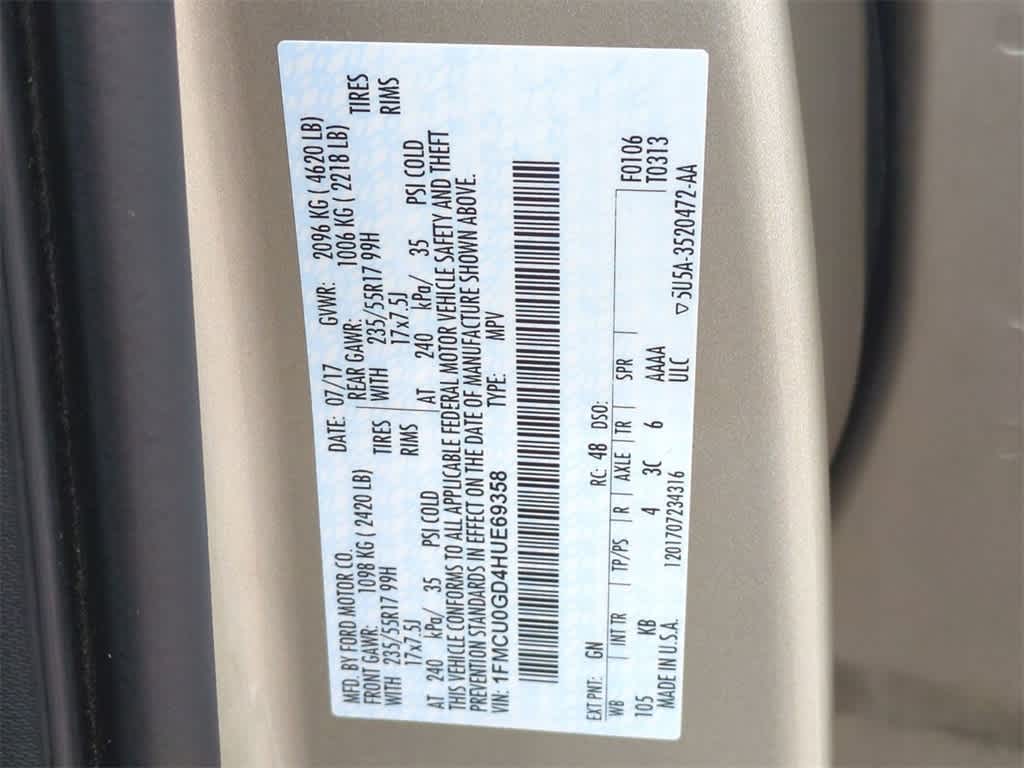 MFD. BY FORD MOTOR CO.
DATE: 07/17 GVWR: 2096 KG ( 4620 LB)
FRONT GAWR: 1098 KG ( 2420 LB)
REAR GAWR: 1006 KG ( 2218 LB)
WITH 235/55R17 99H TIRES
WITH 235/55R17 99H TIRES
17x7.5J RIMS
17x7.5J RIMS
AT 240 kPa/ 35 PSI COLD
AT 240 kPa/ 35 PSI COLD
THIS VEHICLE CONFORMS TO ALL APPLICABLE FEDERAL MOTOR VEHICLE SAFETY AND THEFT
PREVENTION STANDARDS IN EFFECT ON THE DATE OF MANUFACTURE SHOWN ABOVE.
VIN: 1FMCU0GD4HUE69358 TYPE: MPV
EXT PNT: GN RC: 48 DSO: F0106
T0313
WB INT TR TP/PS R AXLE TR SPR
105 KB 4 3C 6 AAAA
ULC
MADE IN U.S.A. 1201707234316
▽5U5A-3520472-AA